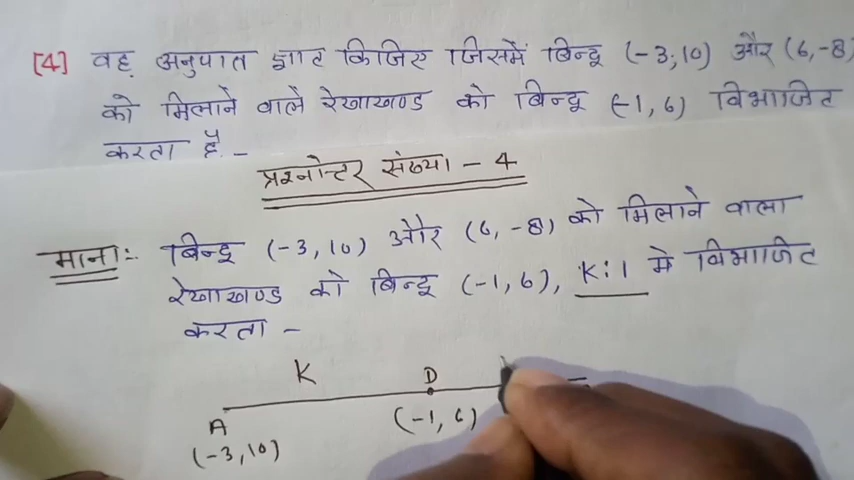 [4] वह अनुपात ज्ञात किजिए जिसमें बिन्दू (-3,10) और (6,-8)
को मिलाने वाले रेखाखण्ड को बिन्दू (-1,6) विभाजित
करता है.-
प्रश्नोत्तर संख्या - 4
माना:- बिन्दू (-3,10) और (6,-8) को मिलाने वाला
रेखाखण्ड को बिन्दू (-1,6), K:1 मे विभाजित
करता -
K D
A (-1,6)
(-3,10)